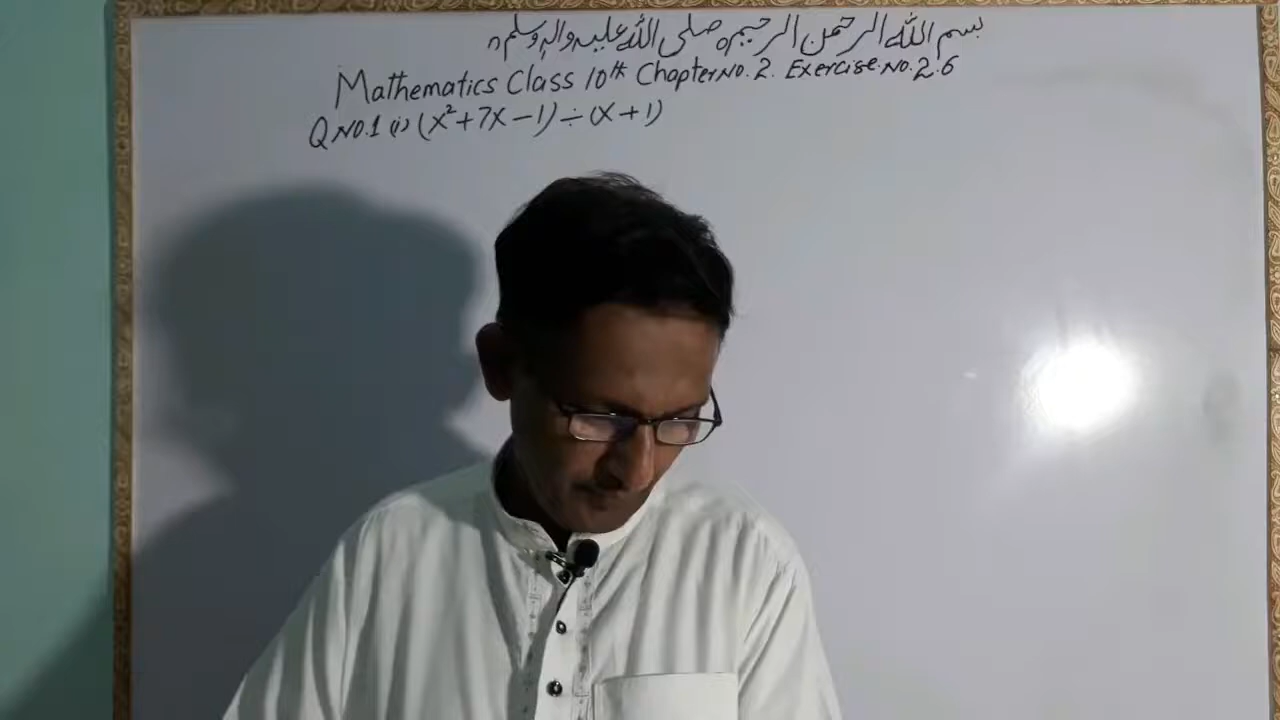 بسم اللہ الرحمن الرحیم صلی اللہ علیہ والہ وسلم
Mathematics Class 10th Chapter No. 2. Exercise. No. 2.6
Q No. 1 (i) (x² + 7x - 1) ÷ (x + 1)